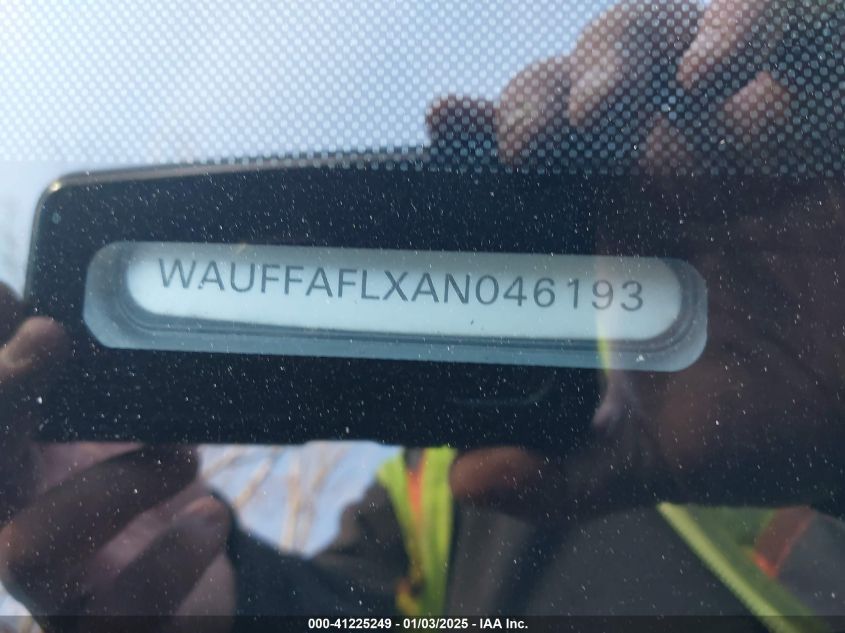 WAUFFAFLXAN046193
000-41225249 - 01/03/2025 - IAA Inc.